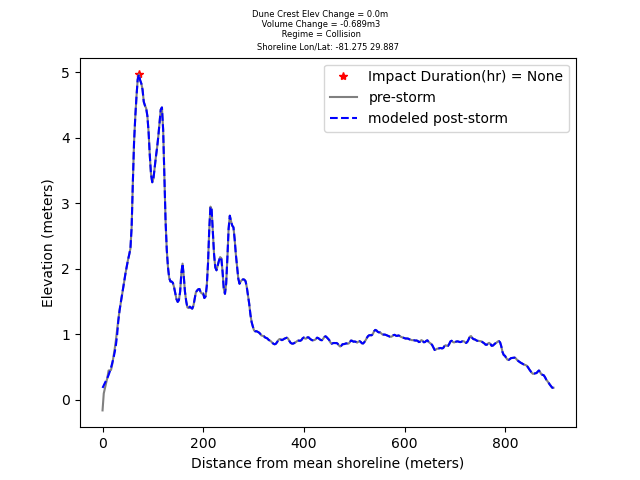 Dune Crest Elev Change = 0.0m
Volume Change = -0.689m3
Regime = Collision
Shoreline Lon/Lat: -81.275 29.887
Impact Duration(hr) = None
pre-storm
modeled post-storm
Elevation (meters)
5
4
3
2
1
0
0 200 400 600 800
Distance from mean shoreline (meters)